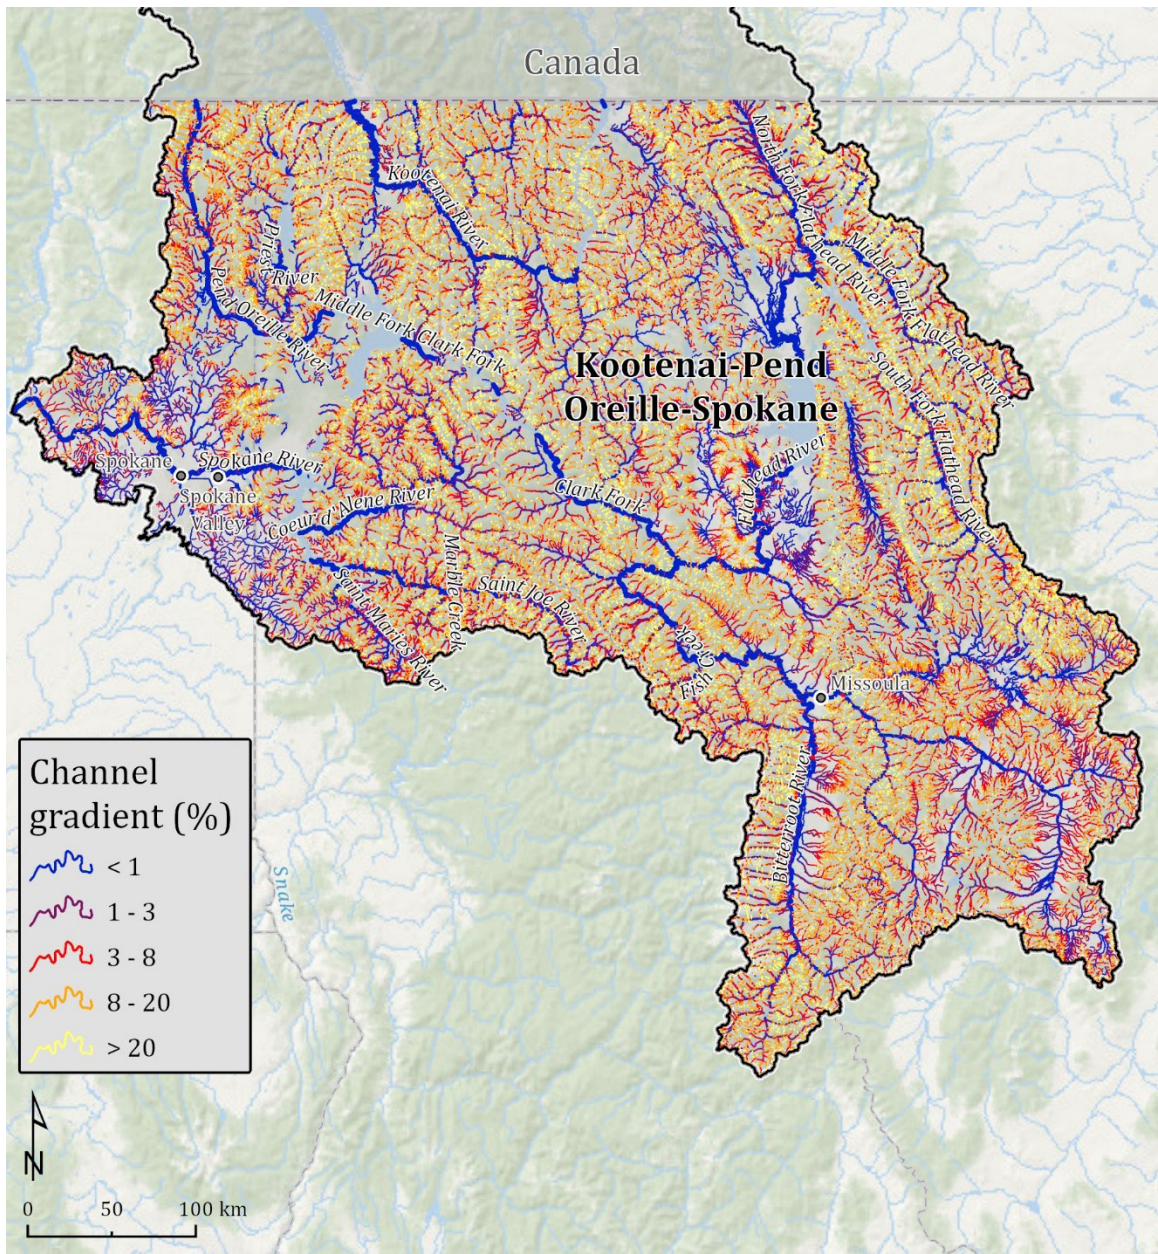 Canada
North Fork Flathead River
Kootenai River
Middle Fork Flathead River
Priest River
Pend Oreille River
Middle Fork Clark Fork
South Fork Flathead River
Kootenai-Pend
Oreille-Spokane
Spokane
Spokane River
Spokane
Valley
Flathead River
Clark Fork
Coeur d'Alene River
Marble Creek
Saint Joe River
Saint Maries River
Fish Creek
Missoula
Bitterroot River
Snake
Channel
gradient (%)
< 1
1 - 3
3 - 8
8 - 20
> 20
N
0 50 100 km